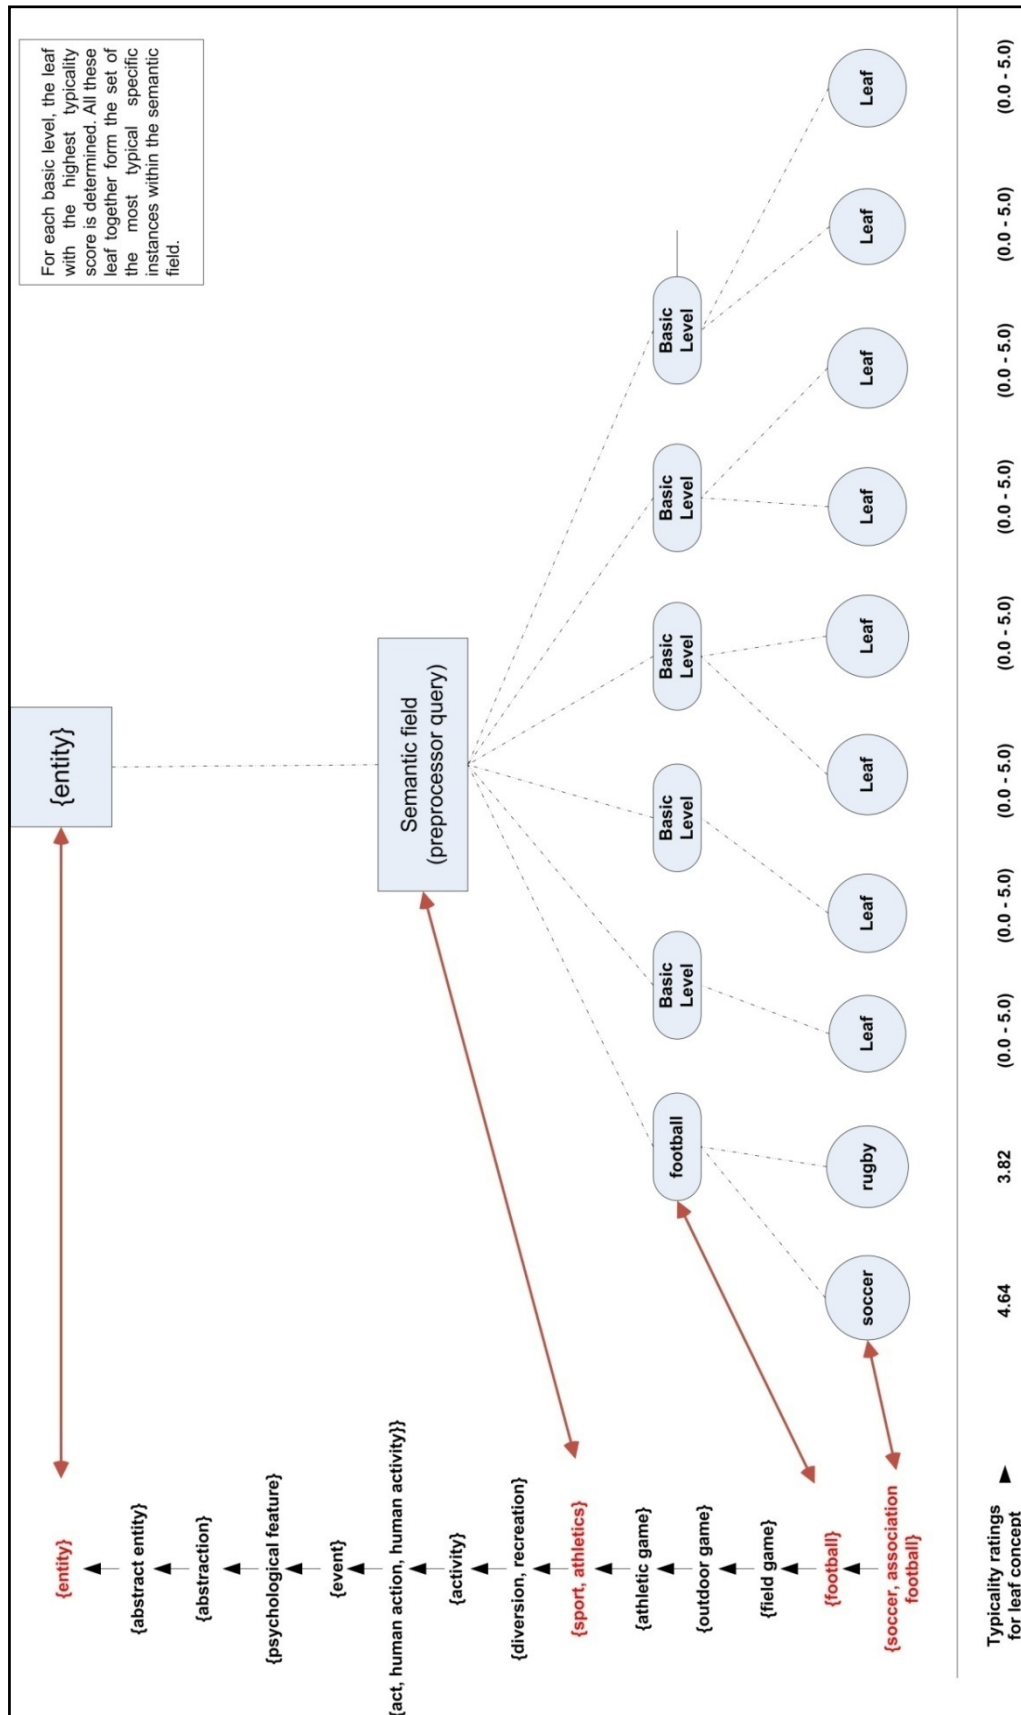 {entity}
{abstract entity}
{abstraction}
{psychological feature}
{event}
{act, human action, human activity}}
{activity}
{diversion, recreation}
{sport, athletics}
{athletic game}
{outdoor game}
{field game}
{football}
{soccer, association
football}
{entity}
Semantic field
(preprocessor query)
For each basic level, the leaf
with the highest typicality
score is determined. All these
leaf together form the set of
the most typical specific
instances within the semantic
field.
football
Basic
Level
Basic
Level
Basic
Level
Basic
Level
Basic
Level
soccer
rugby
Leaf
Leaf
Leaf
Leaf
Leaf
Leaf
Leaf
Leaf
Typicality ratings
for leaf concept
4.64
3.82
(0.0 - 5.0)
(0.0 - 5.0)
(0.0 - 5.0)
(0.0 - 5.0)
(0.0 - 5.0)
(0.0 - 5.0)
(0.0 - 5.0)
(0.0 - 5.0)